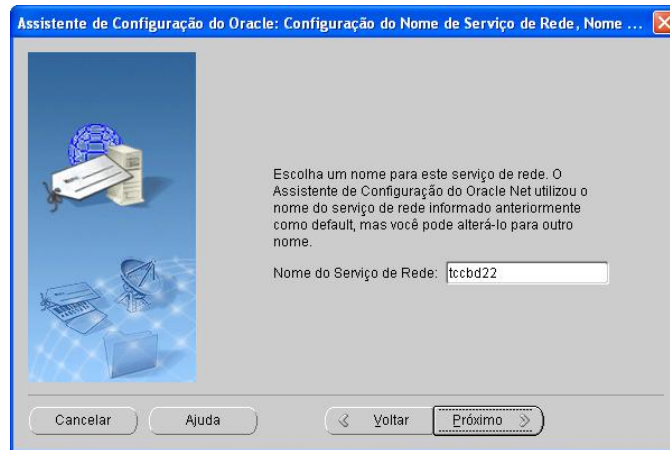 Assistente de Configuração do Oracle: Configuração do Nome de Serviço de Rede, Nome ...
Escolha um nome para este serviço de rede. O
Assistente de Configuração do Oracle Net utilizou o
nome do serviço de rede informado anteriormente
como default, mas você pode alterá-lo para outro
nome.
Nome do Serviço de Rede: tccbd22
Cancelar Ajuda Voltar Próximo